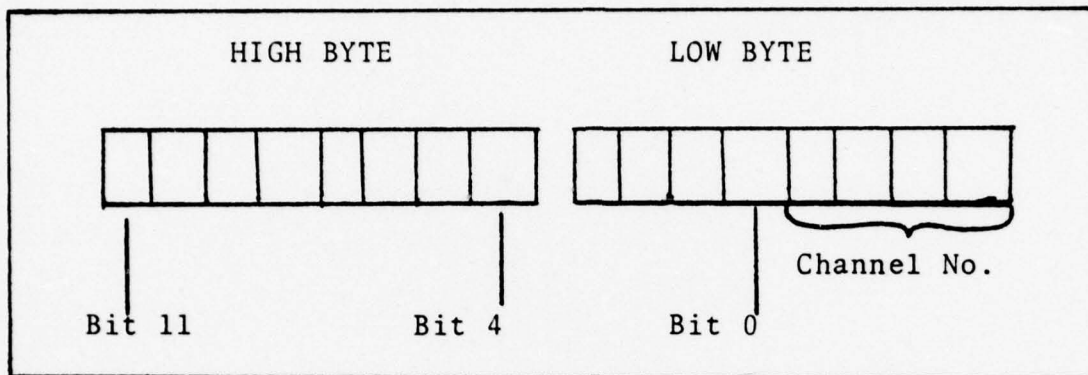 HIGH BYTE LOW BYTE
Channel No.
Bit 11 Bit 4 Bit 0